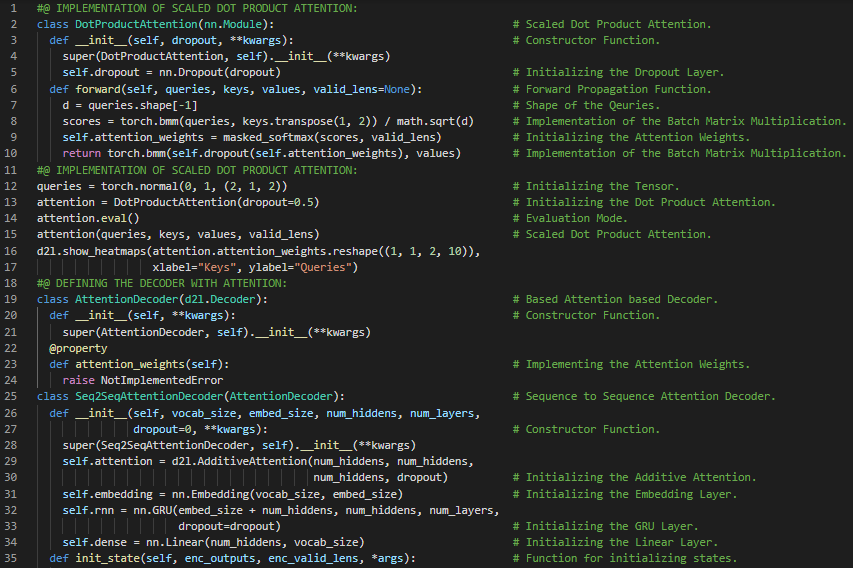 1 #@ IMPLEMENTATION OF SCALED DOT PRODUCT ATTENTION:
2 class DotProductAttention(nn.Module): # Scaled Dot Product Attention.
3 def __init__(self, dropout, **kwargs): # Constructor Function.
4 super(DotProductAttention, self).__init__(**kwargs)
5 self.dropout = nn.Dropout(dropout) # Initializing the Dropout Layer.
6 def forward(self, queries, keys, values, valid_lens=None): # Forward Propagation Function.
7 d = queries.shape[-1] # Shape of the Qeuries.
8 scores = torch.bmm(queries, keys.transpose(1, 2)) / math.sqrt(d) # Implementation of the Batch Matrix Multiplication.
9 self.attention_weights = masked_softmax(scores, valid_lens) # Initializing the Attention Weights.
10 return torch.bmm(self.dropout(self.attention_weights), values) # Implementation of the Batch Matrix Multiplication.
11 #@ IMPLEMENTATION OF SCALED DOT PRODUCT ATTENTION:
12 queries = torch.normal(0, 1, (2, 1, 2)) # Initializing the Tensor.
13 attention = DotProductAttention(dropout=0.5) # Initializing the Dot Product Attention.
14 attention.eval() # Evaluation Mode.
15 attention(queries, keys, values, valid_lens) # Scaled Dot Product Attention.
16 d2l.show_heatmaps(attention.attention_weights.reshape((1, 1, 2, 10)),
17 xlabel="Keys", ylabel="Queries")
18 #@ DEFINING THE DECODER WITH ATTENTION:
19 class AttentionDecoder(d2l.Decoder): # Based Attention based Decoder.
20 def __init__(self, **kwargs): # Constructor Function.
21 super(AttentionDecoder, self).__init__(**kwargs)
22 @property
23 def attention_weights(self): # Implementing the Attention Weights.
24 raise NotImplementedError
25 class Seq2SeqAttentionDecoder(AttentionDecoder): # Sequence to Sequence Attention Decoder.
26 def __init__(self, vocab_size, embed_size, num_hiddens, num_layers,
27 dropout=0, **kwargs): # Constructor Function.
28 super(Seq2SeqAttentionDecoder, self).__init__(**kwargs)
29 self.attention = d2l.AdditiveAttention(num_hiddens, num_hiddens,
30 num_hiddens, dropout) # Initializing the Additive Attention.
31 self.embedding = nn.Embedding(vocab_size, embed_size) # Initializing the Embedding Layer.
32 self.rnn = nn.GRU(embed_size + num_hiddens, num_hiddens, num_layers,
33 dropout=dropout) # Initializing the GRU Layer.
34 self.dense = nn.Linear(num_hiddens, vocab_size) # Initializing the Linear Layer.
35 def init_state(self, enc_outputs, enc_valid_lens, *args): # Function for initializing states.